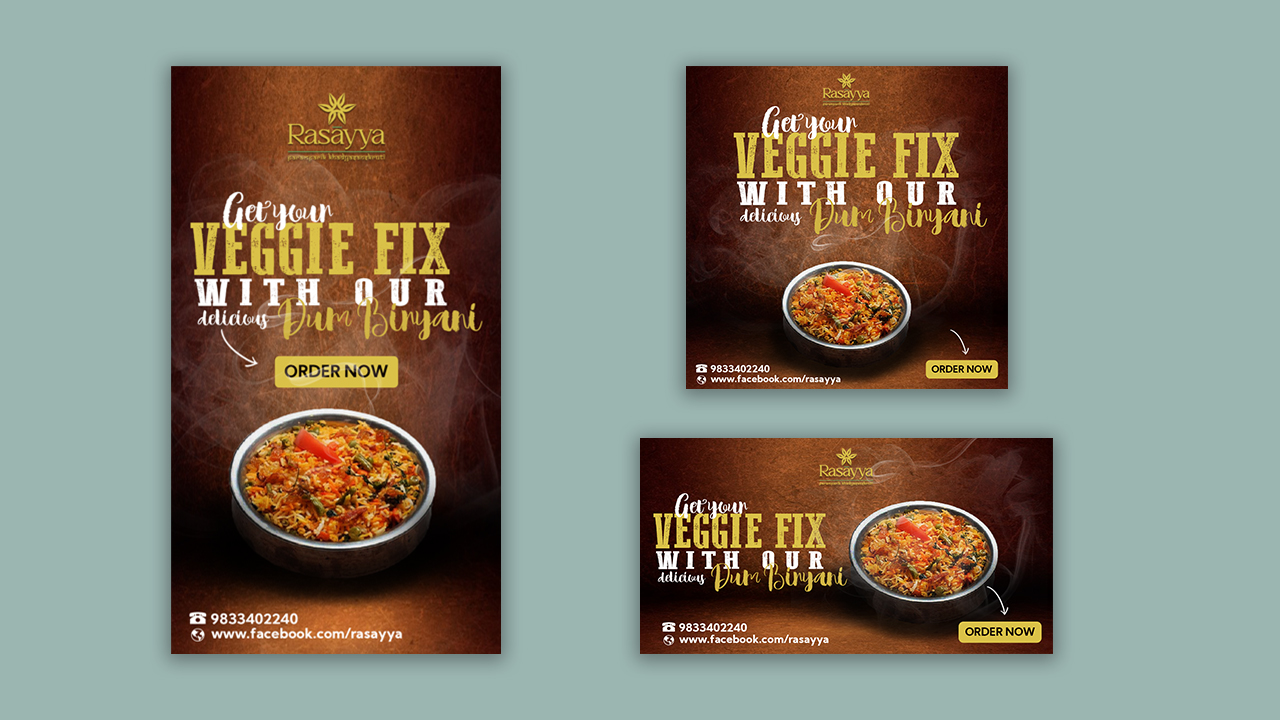 Rasayya
paramparik khadyasanskruti
Get your
VEGGIE FIX
WITH OUR
delicious Dum Biryani
ORDER NOW
9833402240
www.facebook.com/rasayya
Rasayya
Get your
VEGGIE FIX
WITH OUR
delicious Dum Biryani
9833402240
www.facebook.com/rasayya
ORDER NOW
Rasayya
Get your
VEGGIE FIX
WITH OUR
delicious Dum Biryani
9833402240
www.facebook.com/rasayya
ORDER NOW